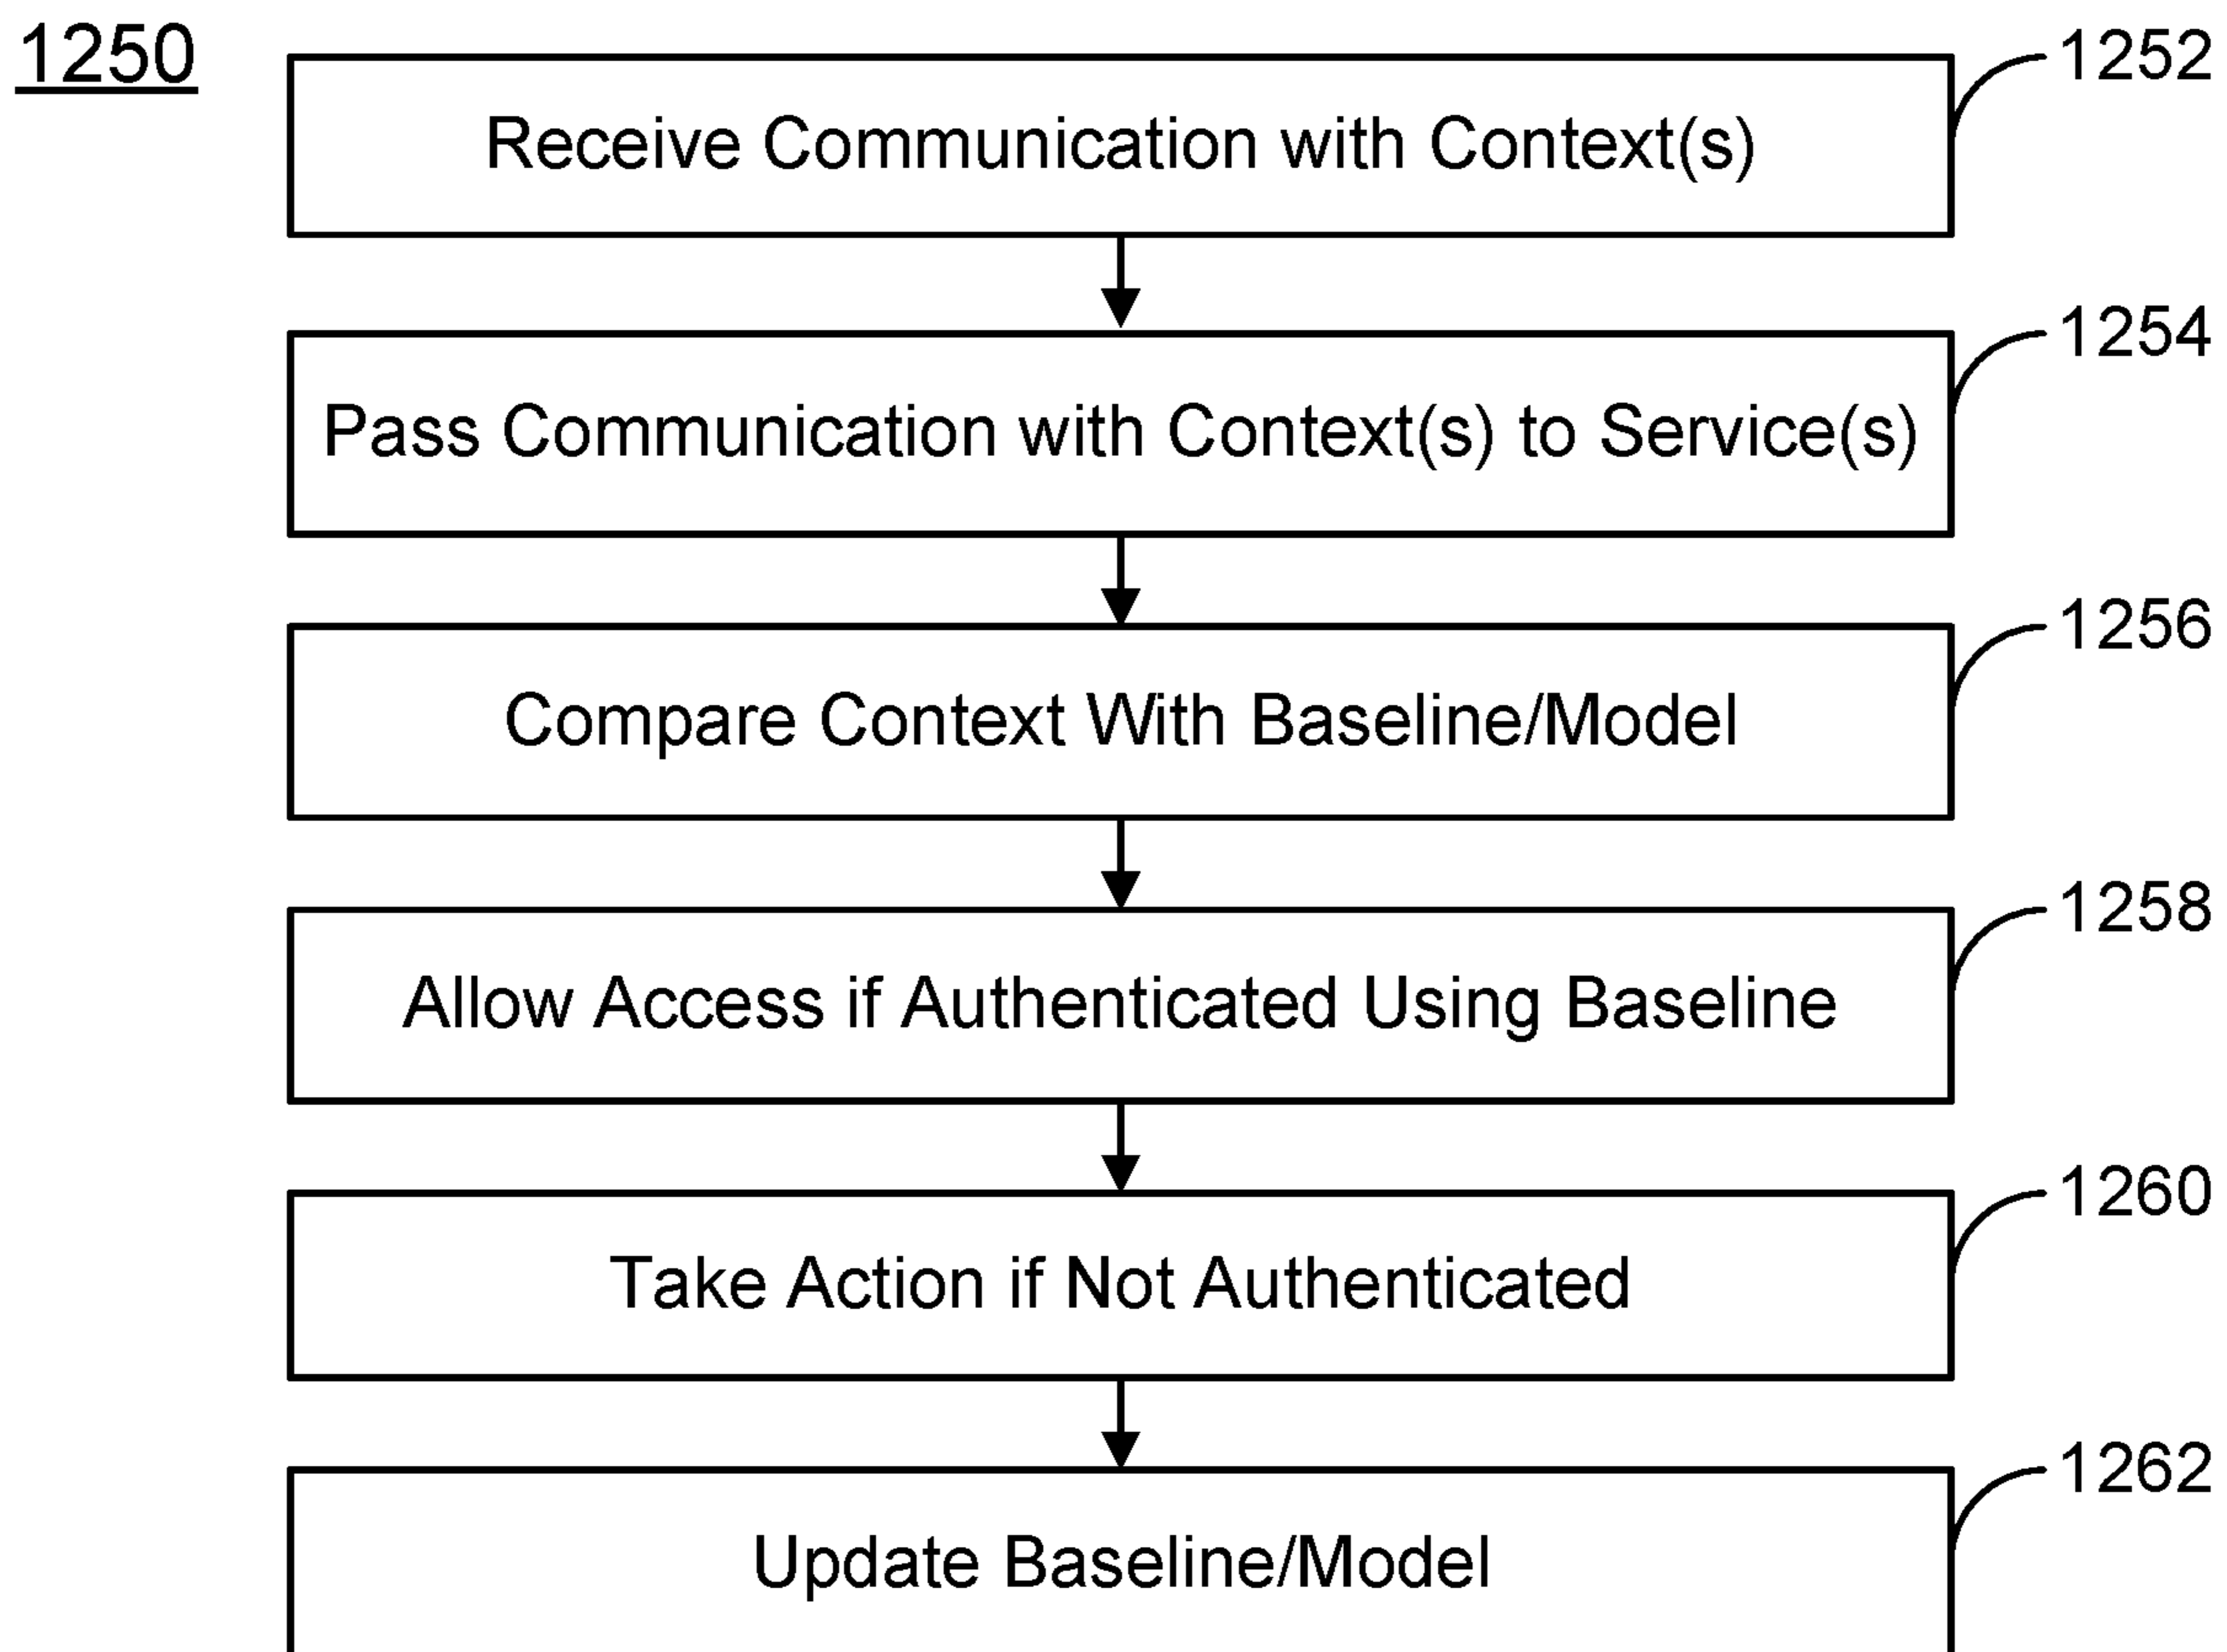 1250
1252
Receive Communication with Context(s)
1254
Pass Communication with Context(s) to Service(s)
1256
Compare Context With Baseline/Model
1258
Allow Access if Authenticated Using Baseline
1260
Take Action if Not Authenticated
1262
Update Baseline/Model